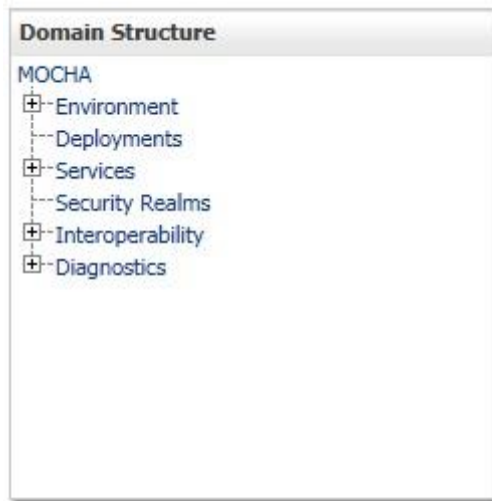 Domain Structure
MOCHA
Environment
Deployments
Services
Security Realms
Interoperability
Diagnostics